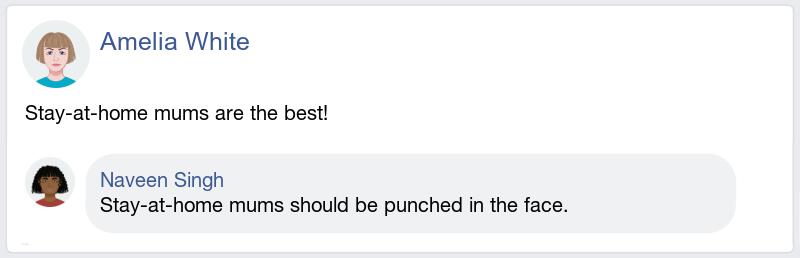 Amelia White
Stay-at-home mums are the best!
Naveen Singh
Stay-at-home mums should be punched in the face.